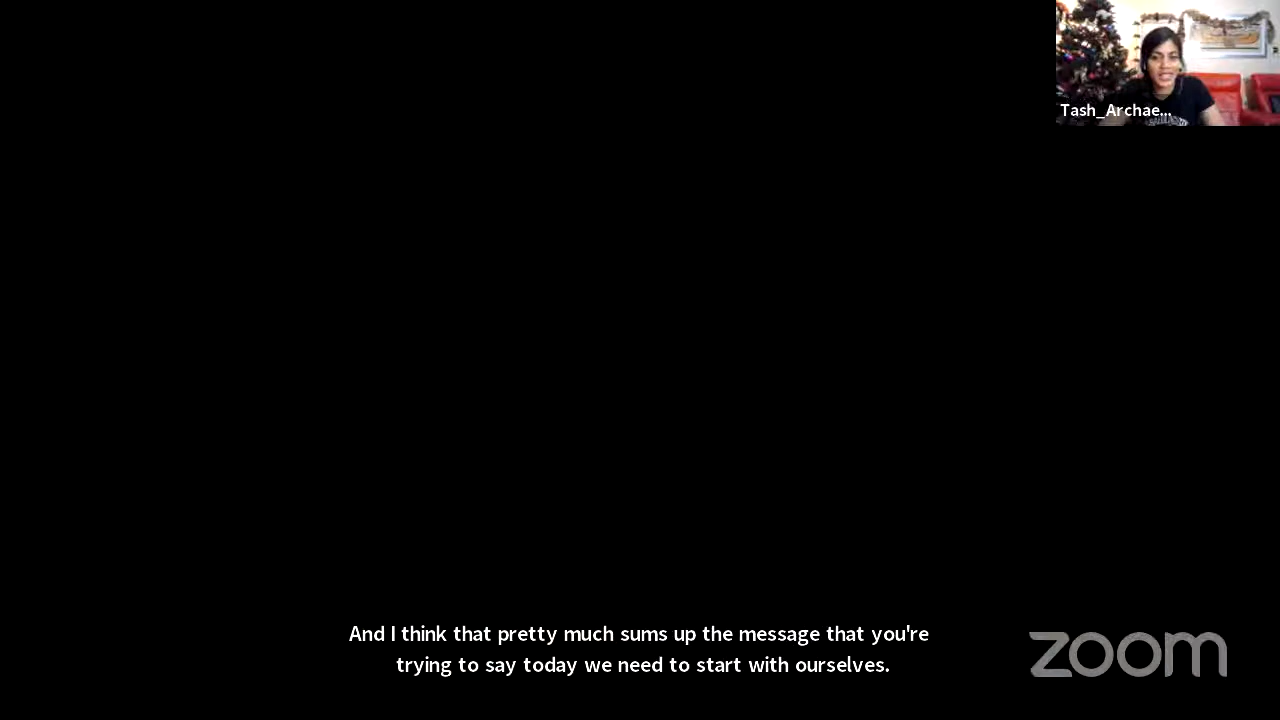 Tash_Archae...
And I think that pretty much sums up the message that you're
trying to say today we need to start with ourselves.
zoom